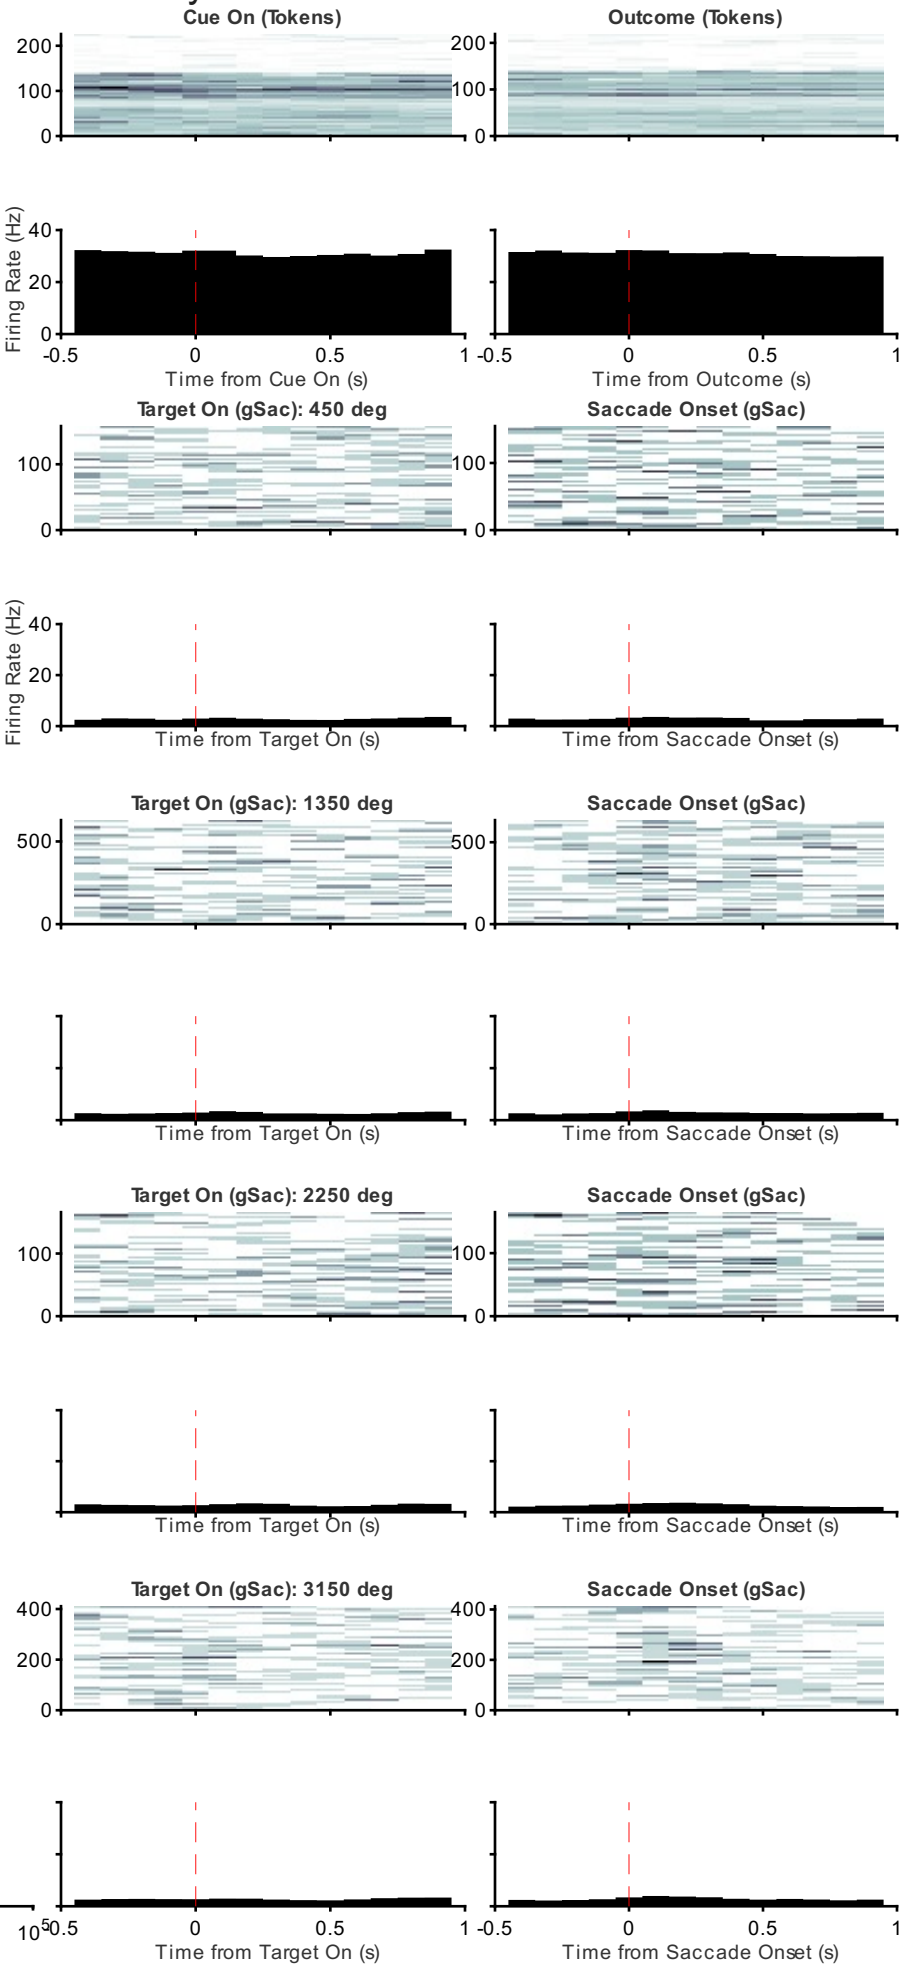 Cue On (Tokens)
Outcome (Tokens)
200
100
0
200
100
0
Firing Rate (Hz)
40
20
0
-0.5 0 0.5 1
-0.5 0 0.5 1
Time from Cue On (s)
Time from Outcome (s)
Target On (gSac): 450 deg
Saccade Onset (gSac)
100
0
100
0
Firing Rate (Hz)
40
20
0
Time from Target On (s)
Time from Saccade Onset (s)
Target On (gSac): 1350 deg
Saccade Onset (gSac)
500
0
500
0
Time from Target On (s)
Time from Saccade Onset (s)
Target On (gSac): 2250 deg
Saccade Onset (gSac)
100
0
100
0
Time from Target On (s)
Time from Saccade Onset (s)
Target On (gSac): 3150 deg
Saccade Onset (gSac)
400
200
0
400
200
0
10⁵
-0.5 0 0.5 1
-0.5 0 0.5 1
Time from Target On (s)
Time from Saccade Onset (s)